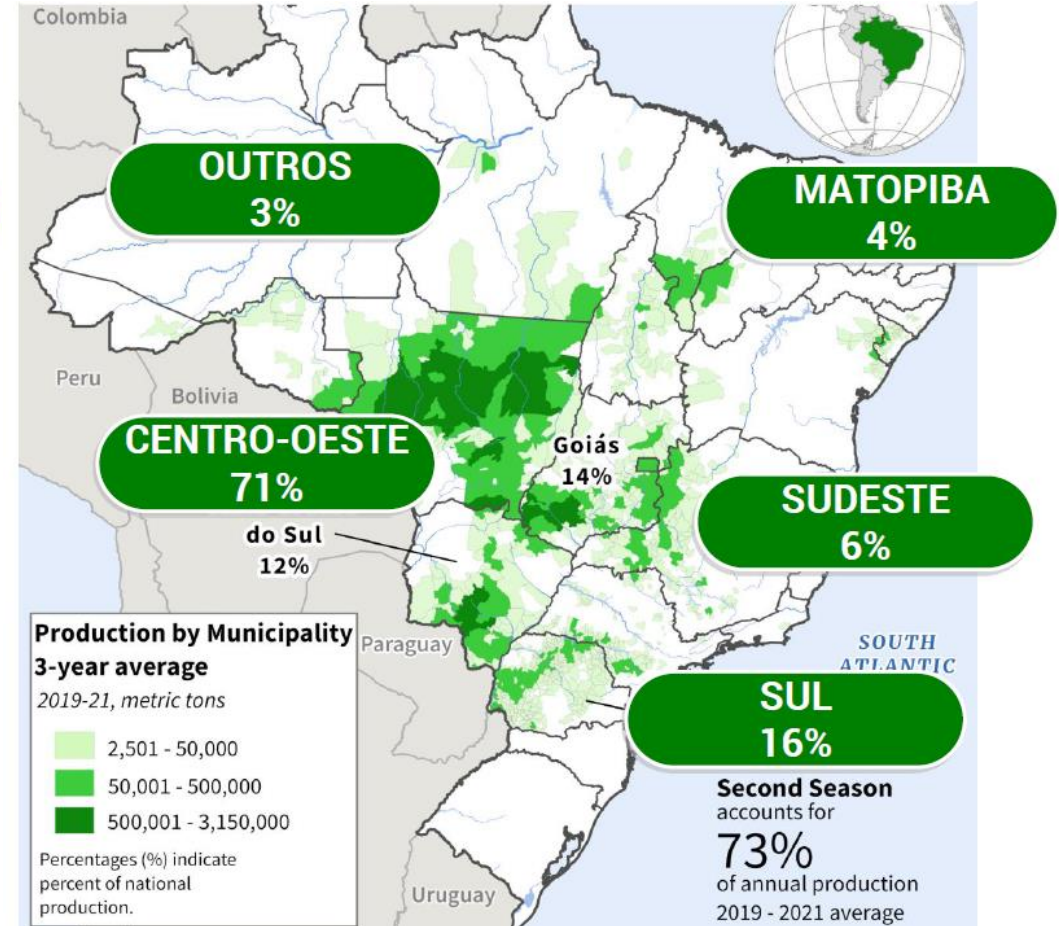 Colombia
OUTROS
3%
MATOPIBA
4%
Peru
Bolivia
CENTRO-OESTE
71%
Goiás
14%
SUDESTE
6%
do Sul
12%
Production by Municipality
3-year average
2019-21, metric tons
2,501 - 50,000
50,001 - 500,000
500,001 - 3,150,000
Percentages (%) indicate
percent of national
production.
Paraguay
Uruguay
SOUTH
ATLANTIC
SUL
16%
Second Season
accounts for
73%
of annual production
2019 - 2021 average